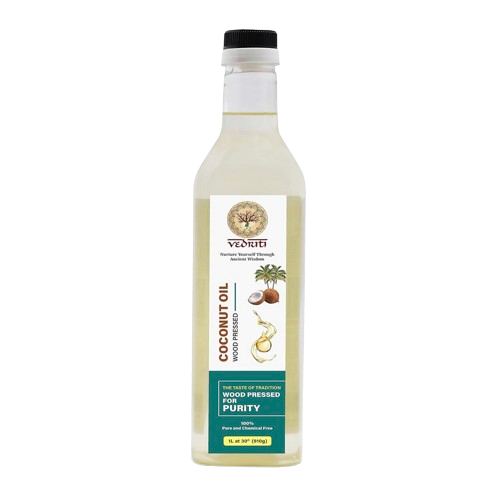 vedriti
Nurture Yourself Through
Ancient Wisdom
COCONUT OIL
WOOD PRESSED
THE TASTE OF TRADITION
WOOD PRESSED
FOR
PURITY
100%
Pure and Chemical Free
1L at 30° (910g)